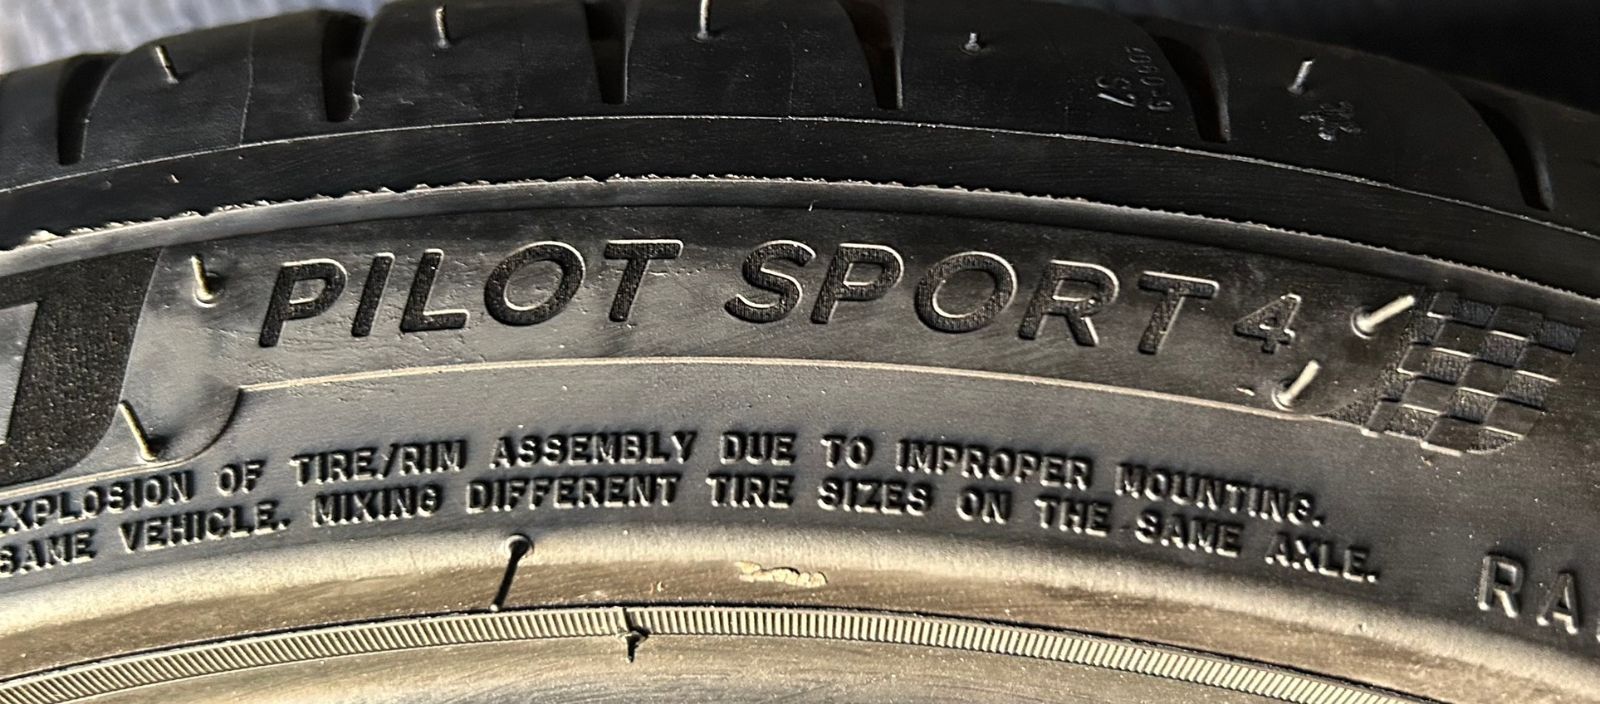 PILOT SPORT 4
EXPLOSION OF TIRE/RIM ASSEMBLY DUE TO IMPROPER MOUNTING.
SAME VEHICLE. MIXING DIFFERENT TIRE SIZES ON THE SAME AXLE.
RA